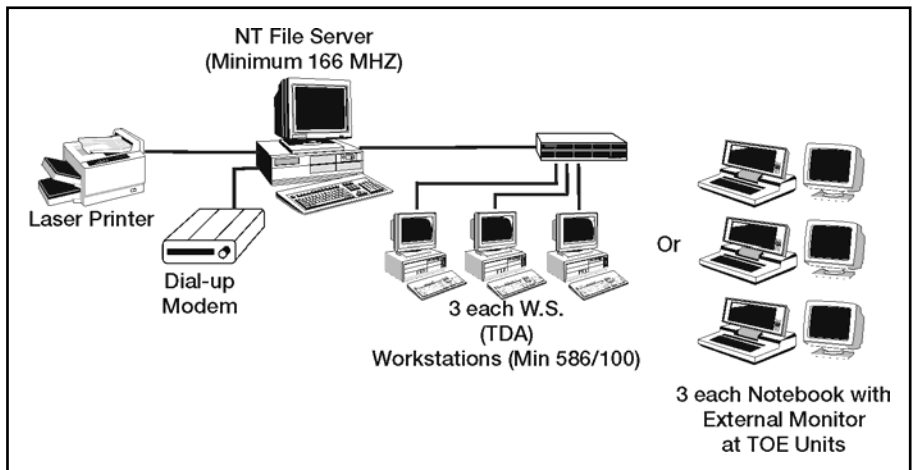 NT File Server
(Minimum 166 MHZ)
Laser Printer
Dial-up
Modem
3 each W.S.
(TDA)
Workstations (Min 586/100)
Or
3 each Notebook with
External Monitor
at TOE Units